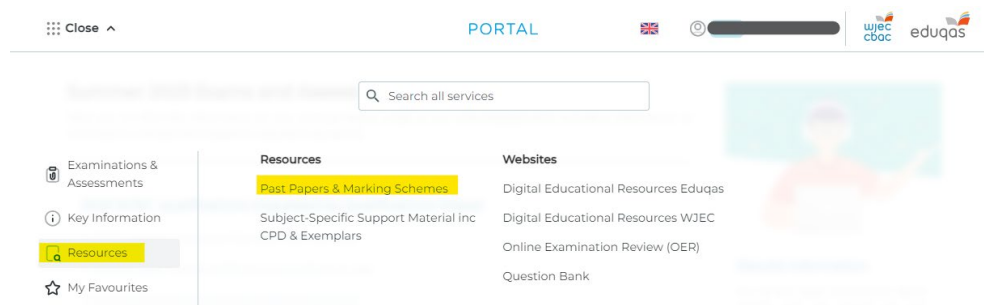 Close
PORTAL
wjec
cbac
eduqas
Search all services
Examinations &
Assessments
Key Information
Resources
My Favourites
Resources
Past Papers & Marking Schemes
Subject-Specific Support Material inc
CPD & Exemplars
Websites
Digital Educational Resources Eduqas
Digital Educational Resources WJEC
Online Examination Review (OER)
Question Bank